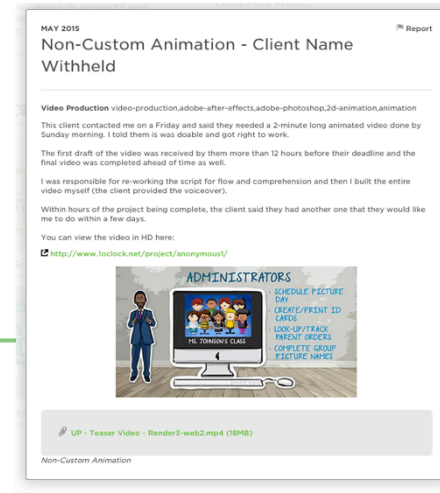 MAY 2015
Report
Non-Custom Animation - Client Name
Withheld
Video Production video-production,adobe-after-effects,adobe-photoshop,2d-animation,animation
This client contacted me on a Friday and said they needed a 2-minute long animated video done by
Sunday morning. I told them is was doable and got right to work.
The first draft of the video was received by them more than 12 hours before their deadline and the
final video was completed ahead of time as well.
I was responsible for re-working the script for flow and comprehension and then I built the entire
video myself (the client provided the voiceover).
Within hours of the project being complete, the client said they had another one that they would like
me to do within a few days.
You can view the video in HD here:
http://www.1oclock.net/project/anonymous1/
ADMINISTRATORS
SCHEDULE PICTURE
DAY
CREATE/PRINT ID
CARDS
LOOK-UP/TRACK
PARENT ORDERS
COMPLETE GROUP
PICTURE NAMES
MS. JOHNSON'S CLASS
UP - Teaser Video - Render3-web2.mp4 (18MB)
Non-Custom Animation